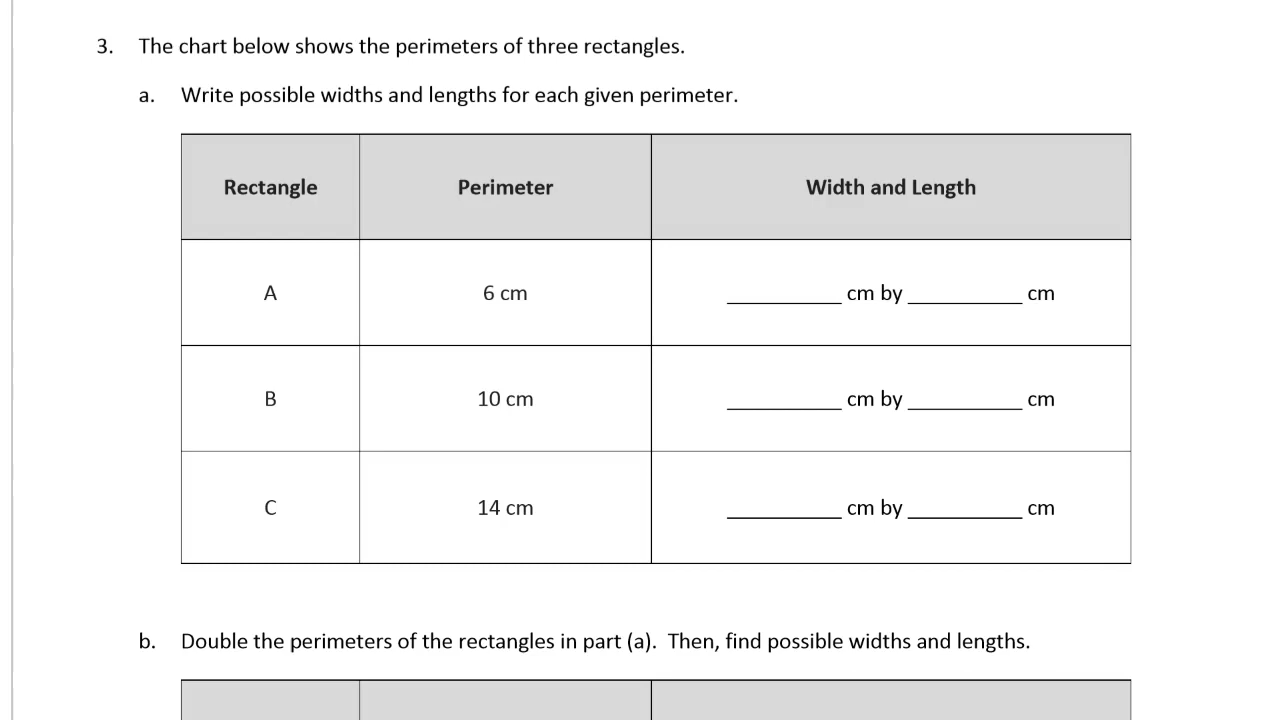 3. The chart below shows the perimeters of three rectangles.
a. Write possible widths and lengths for each given perimeter.
Rectangle Perimeter Width and Length
A 6 cm __________ cm by __________ cm
B 10 cm __________ cm by __________ cm
C 14 cm __________ cm by __________ cm
b. Double the perimeters of the rectangles in part (a). Then, find possible widths and lengths.